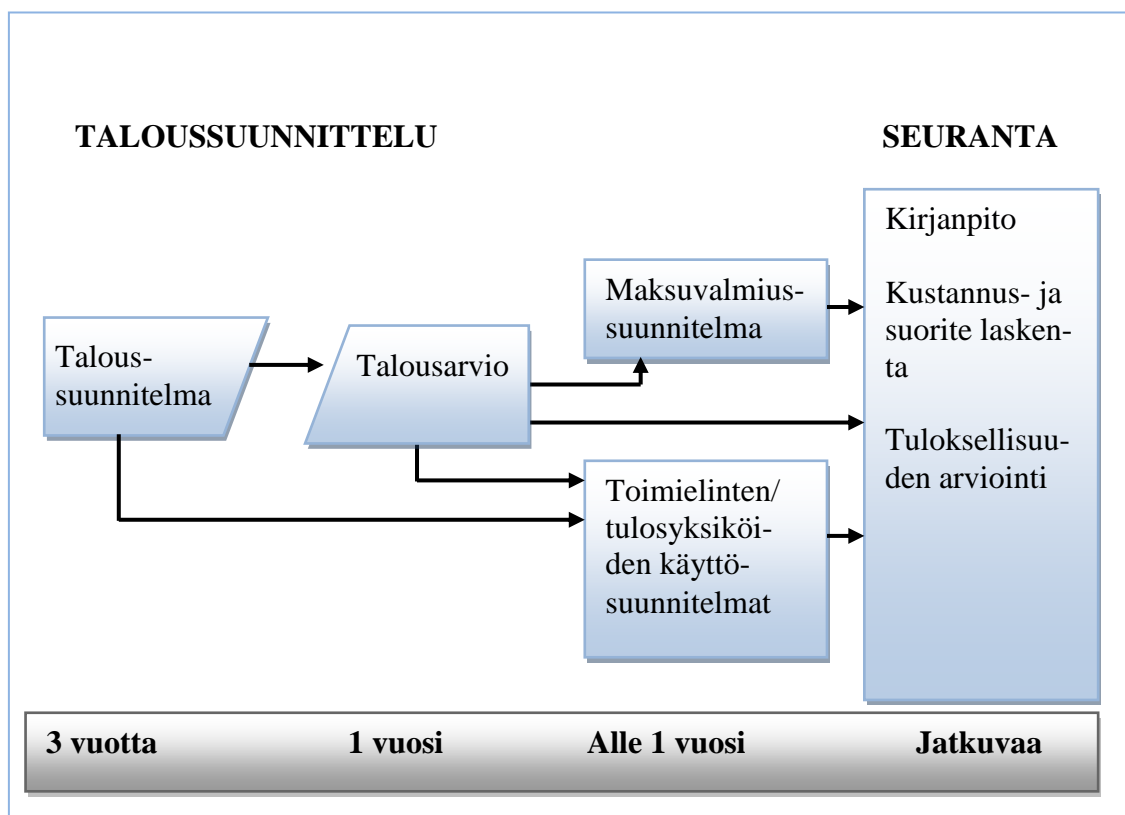 TALOUSSUUNNITTELU
SEURANTA
Talous-
suunnitelma
Talousarvio
Maksuvalmius-
suunnitelma
Toimielinten/
tulosyksiköi-
den käyttö-
suunnitelmat
Kirjanpito
Kustannus- ja
suorite lasken-
ta
Tuloksellisuu-
den arviointi
3 vuotta
1 vuosi
Alle 1 vuosi
Jatkuvaa